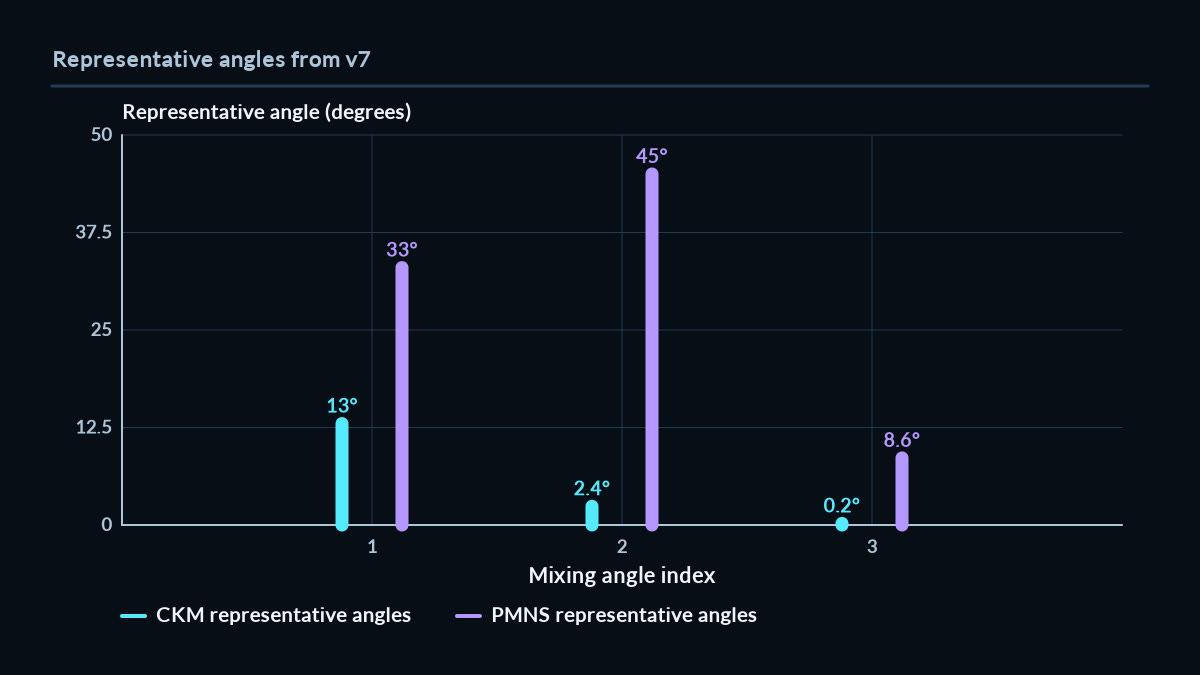 Representative angles from v7
Representative angle (degrees)
50
45°
37.5
33°
25
13°
12.5
8.6°
2.4°
0.2°
0
1 2 3
Mixing angle index
CKM representative angles PMNS representative angles